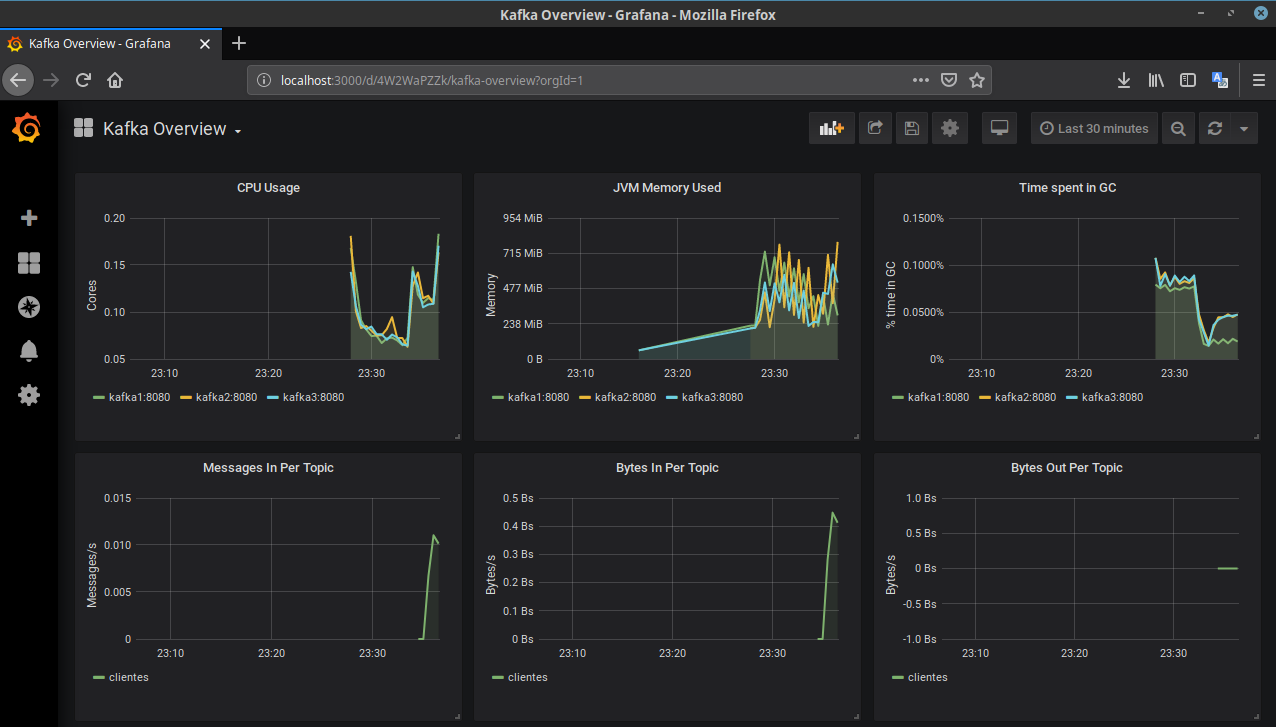 Kafka Overview - Grafana - Mozilla Firefox
Kafka Overview - Grafana
localhost:3000/d/4W2WaPZZk/kafka-overview?orgId=1
Kafka Overview
Last 30 minutes
CPU Usage
Cores
0.20
0.15
0.10
0.05
23:10 23:20 23:30
kafka1:8080 kafka2:8080 kafka3:8080
JVM Memory Used
Memory
954 MiB
715 MiB
477 MiB
238 MiB
0 B
23:10 23:20 23:30
kafka1:8080 kafka2:8080 kafka3:8080
Time spent in GC
% time in GC
0.1500%
0.1000%
0.0500%
0%
23:10 23:20 23:30
kafka1:8080 kafka2:8080 kafka3:8080
Messages In Per Topic
Messages/s
0.015
0.010
0.005
0
23:10 23:20 23:30
clientes
Bytes In Per Topic
Bytes/s
0.5 Bs
0.4 Bs
0.3 Bs
0.2 Bs
0.1 Bs
0 Bs
23:10 23:20 23:30
clientes
Bytes Out Per Topic
Bytes/s
1.0 Bs
0.5 Bs
0 Bs
-0.5 Bs
-1.0 Bs
23:10 23:20 23:30
clientes